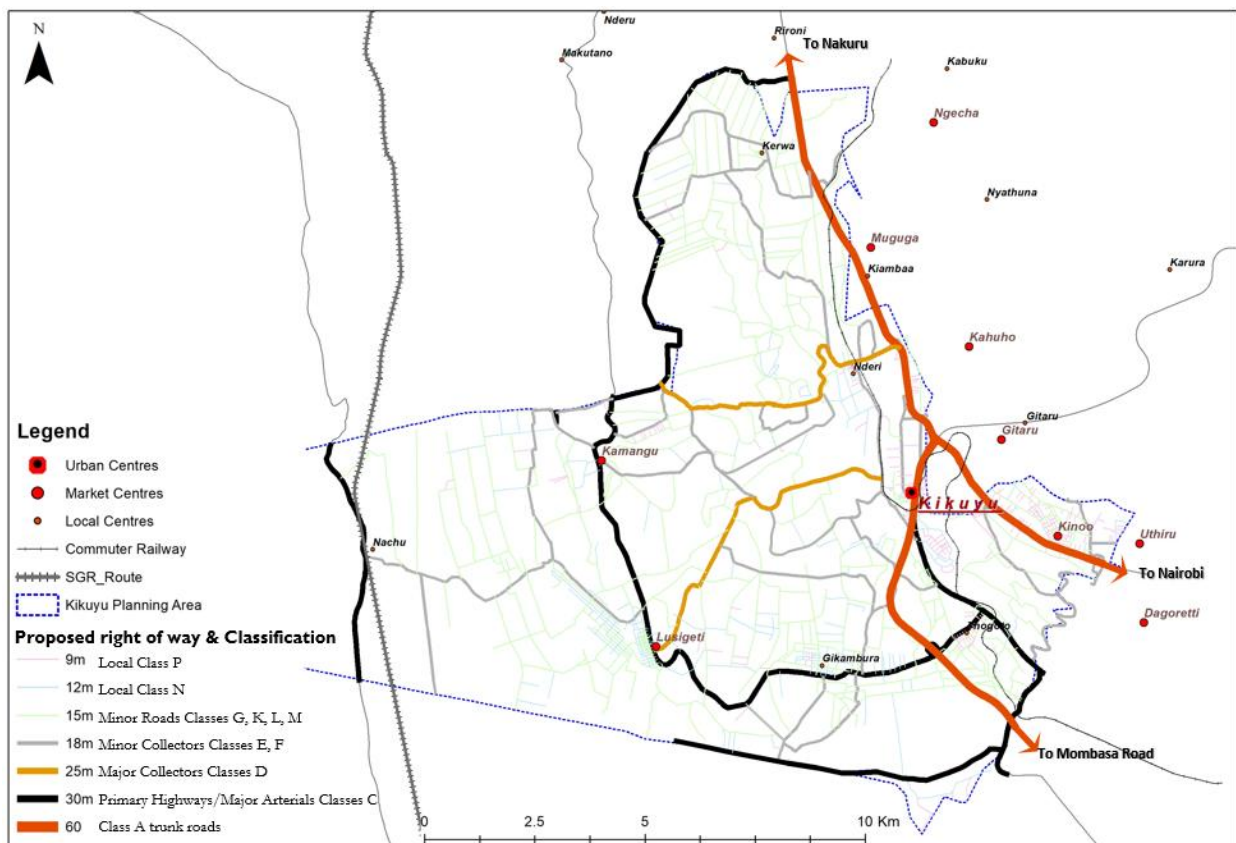 N
Nderu
Rironi
To Nakuru
Makutano
Kabuku
Ngecha
Kerwa
Nyathuna
Muguga
Kiambaa
Karura
Kahuho
Nderi
Gitaru
Gitaru
Kamangu
Kikuyu
Kinoo
Uthiru
Nachu
To Nairobi
Dagoretti
Thogoto
Lusigeti
Gikambura
To Mombasa Road
Legend
Urban Centres
Market Centres
Local Centres
Commuter Railway
SGR_Route
Kikuyu Planning Area
Proposed right of way & Classification
9m Local Class P
12m Local Class N
15m Minor Roads Classes G, K, L, M
18m Minor Collectors Classes E, F
25m Major Collectors Classes D
30m Primary Highways/Major Arterials Classes C
60 Class A trunk roads
0 2.5 5 10 Km